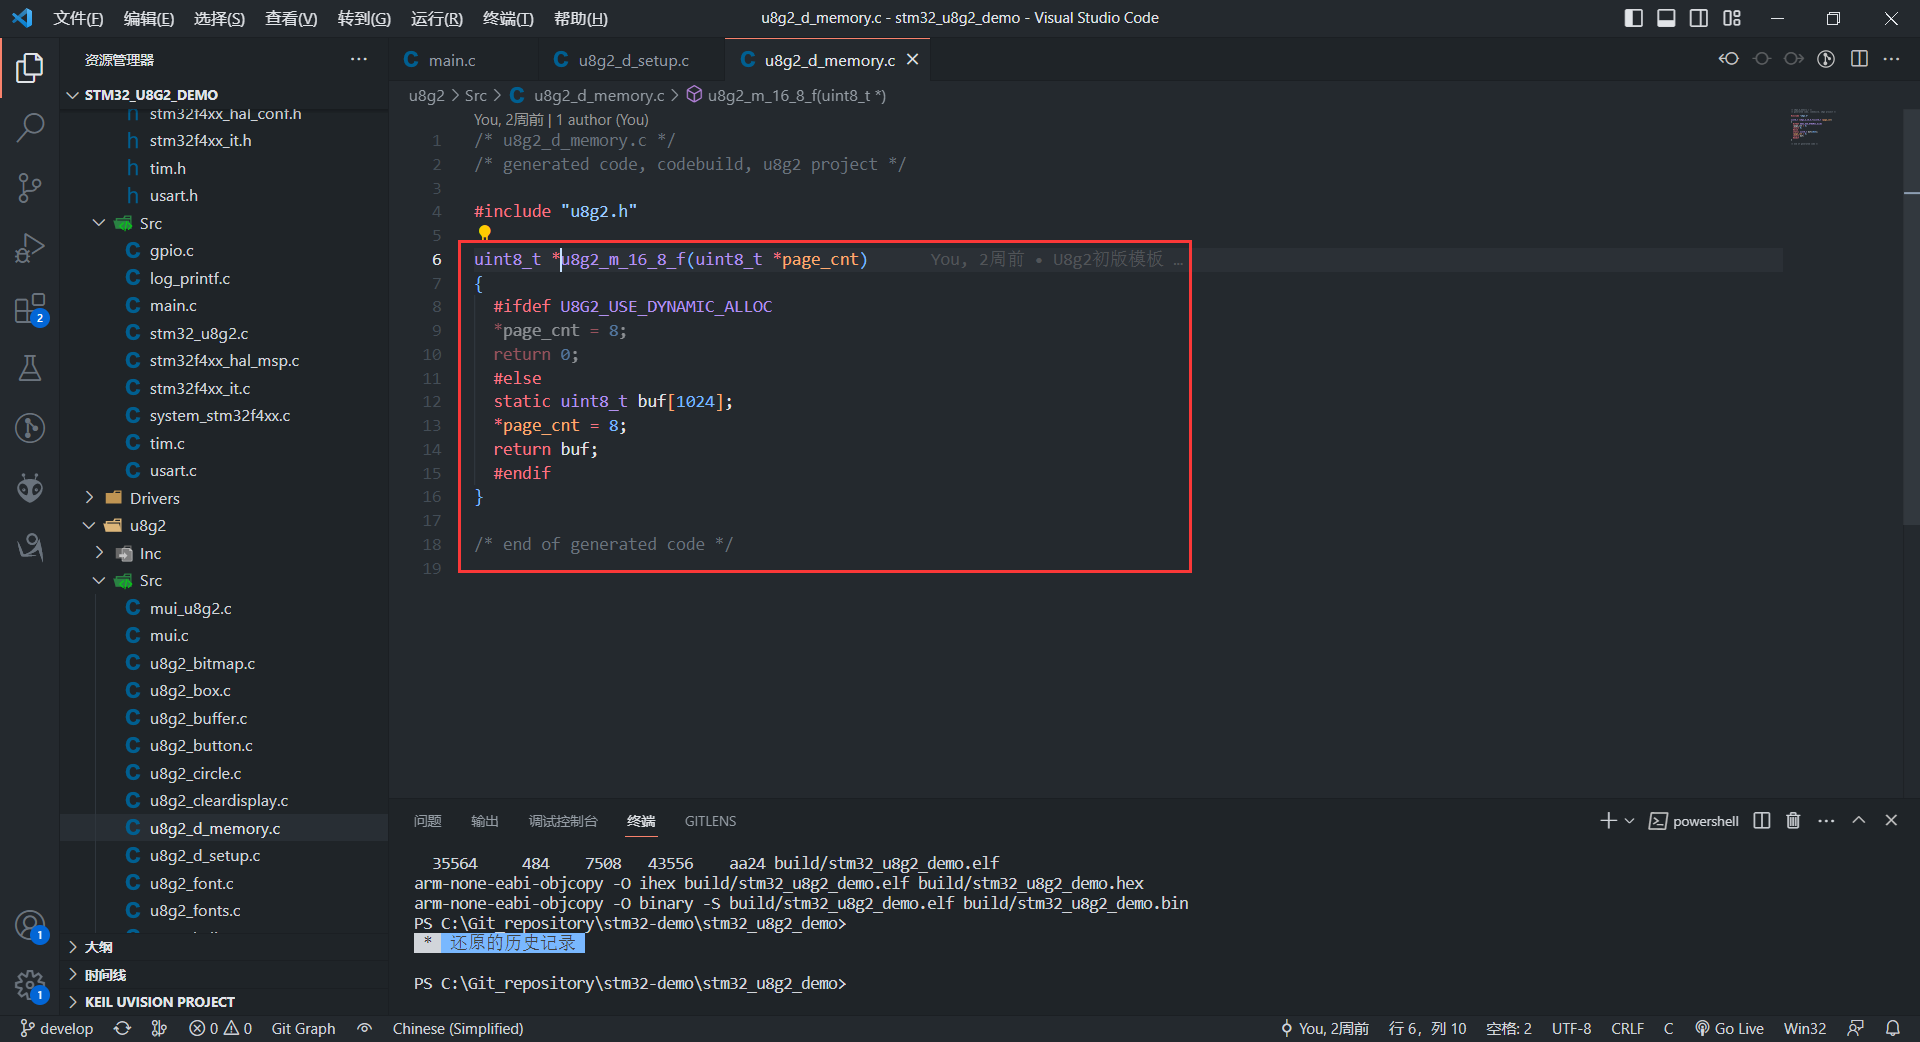 文件(F) 编辑(E) 选择(S) 查看(V) 转到(G) 运行(R) 终端(T) 帮助(H)
u8g2_d_memory.c - stm32_u8g2_demo - Visual Studio Code
资源管理器
STM32_U8G2_DEMO
stm32f4xx_hal_conf.h
stm32f4xx_it.h
tim.h
usart.h
Src
gpio.c
log_printf.c
main.c
stm32_u8g2.c
stm32f4xx_hal_msp.c
stm32f4xx_it.c
system_stm32f4xx.c
tim.c
usart.c
Drivers
u8g2
Inc
Src
mui_u8g2.c
mui.c
u8g2_bitmap.c
u8g2_box.c
u8g2_buffer.c
u8g2_button.c
u8g2_circle.c
u8g2_cleardisplay.c
u8g2_d_memory.c
u8g2_d_setup.c
u8g2_font.c
u8g2_fonts.c
大纲
时间线
KEIL UVISION PROJECT
2
1
1
main.c
u8g2_d_setup.c
u8g2_d_memory.c
u8g2 > Src > C u8g2_d_memory.c > u8g2_m_16_8_f(uint8_t *)
You, 2周前 | 1 author (You)
1 /* u8g2_d_memory.c */
2 /* generated code, codebuild, u8g2 project */
3
4 #include "u8g2.h"
5
6 uint8_t *u8g2_m_16_8_f(uint8_t *page_cnt) You, 2周前 • U8g2初版模板 …
7 {
8 #ifdef U8G2_USE_DYNAMIC_ALLOC
9 *page_cnt = 8;
10 return 0;
11 #else
12 static uint8_t buf[1024];
13 *page_cnt = 8;
14 return buf;
15 #endif
16 }
17
18 /* end of generated code */
19
问题 输出 调试控制台 终端 GITLENS
powershell
35564 484 7508 43556 aa24 build/stm32_u8g2_demo.elf
arm-none-eabi-objcopy -O ihex build/stm32_u8g2_demo.elf build/stm32_u8g2_demo.hex
arm-none-eabi-objcopy -O binary -S build/stm32_u8g2_demo.elf build/stm32_u8g2_demo.bin
PS C:\Git_repository\stm32-demo\stm32_u8g2_demo>
* 还原的历史记录
PS C:\Git_repository\stm32-demo\stm32_u8g2_demo>
develop 0 0 Git Graph Chinese (Simplified) You, 2周前 行 6, 列 10 空格: 2 UTF-8 CRLF C Go Live Win32